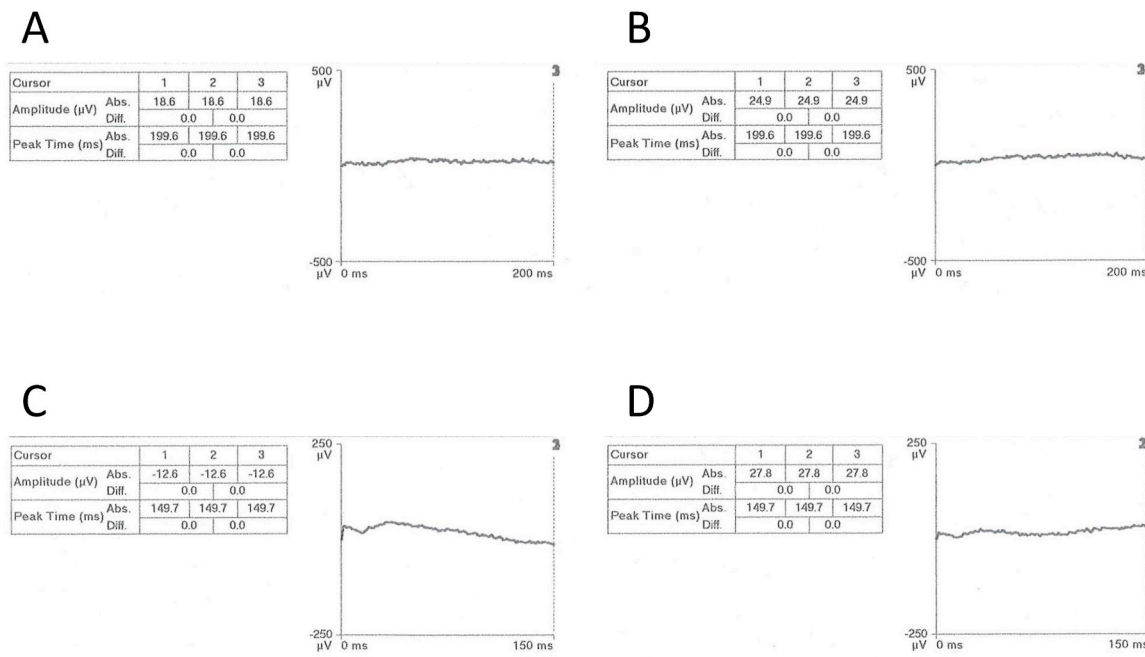 A
Cursor 1 2 3
Amplitude (µV) Abs. 18.6 18.6 18.6
Diff. 0.0 0.0
Peak Time (ms) Abs. 199.6 199.6 199.6
Diff. 0.0 0.0
500
µV
-500
µV 0 ms 200 ms
B
Cursor 1 2 3
Amplitude (µV) Abs. 24.9 24.9 24.9
Diff. 0.0 0.0
Peak Time (ms) Abs. 199.6 199.6 199.6
Diff. 0.0 0.0
500
µV
-500
µV 0 ms 200 ms
C
Cursor 1 2 3
Amplitude (µV) Abs. -12.6 -12.6 -12.6
Diff. 0.0 0.0
Peak Time (ms) Abs. 149.7 149.7 149.7
Diff. 0.0 0.0
250
µV
-250
µV 0 ms 150 ms
D
Cursor 1 2 3
Amplitude (µV) Abs. 27.8 27.8 27.8
Diff. 0.0 0.0
Peak Time (ms) Abs. 149.7 149.7 149.7
Diff. 0.0 0.0
250
µV
-250
µV 0 ms 150 ms